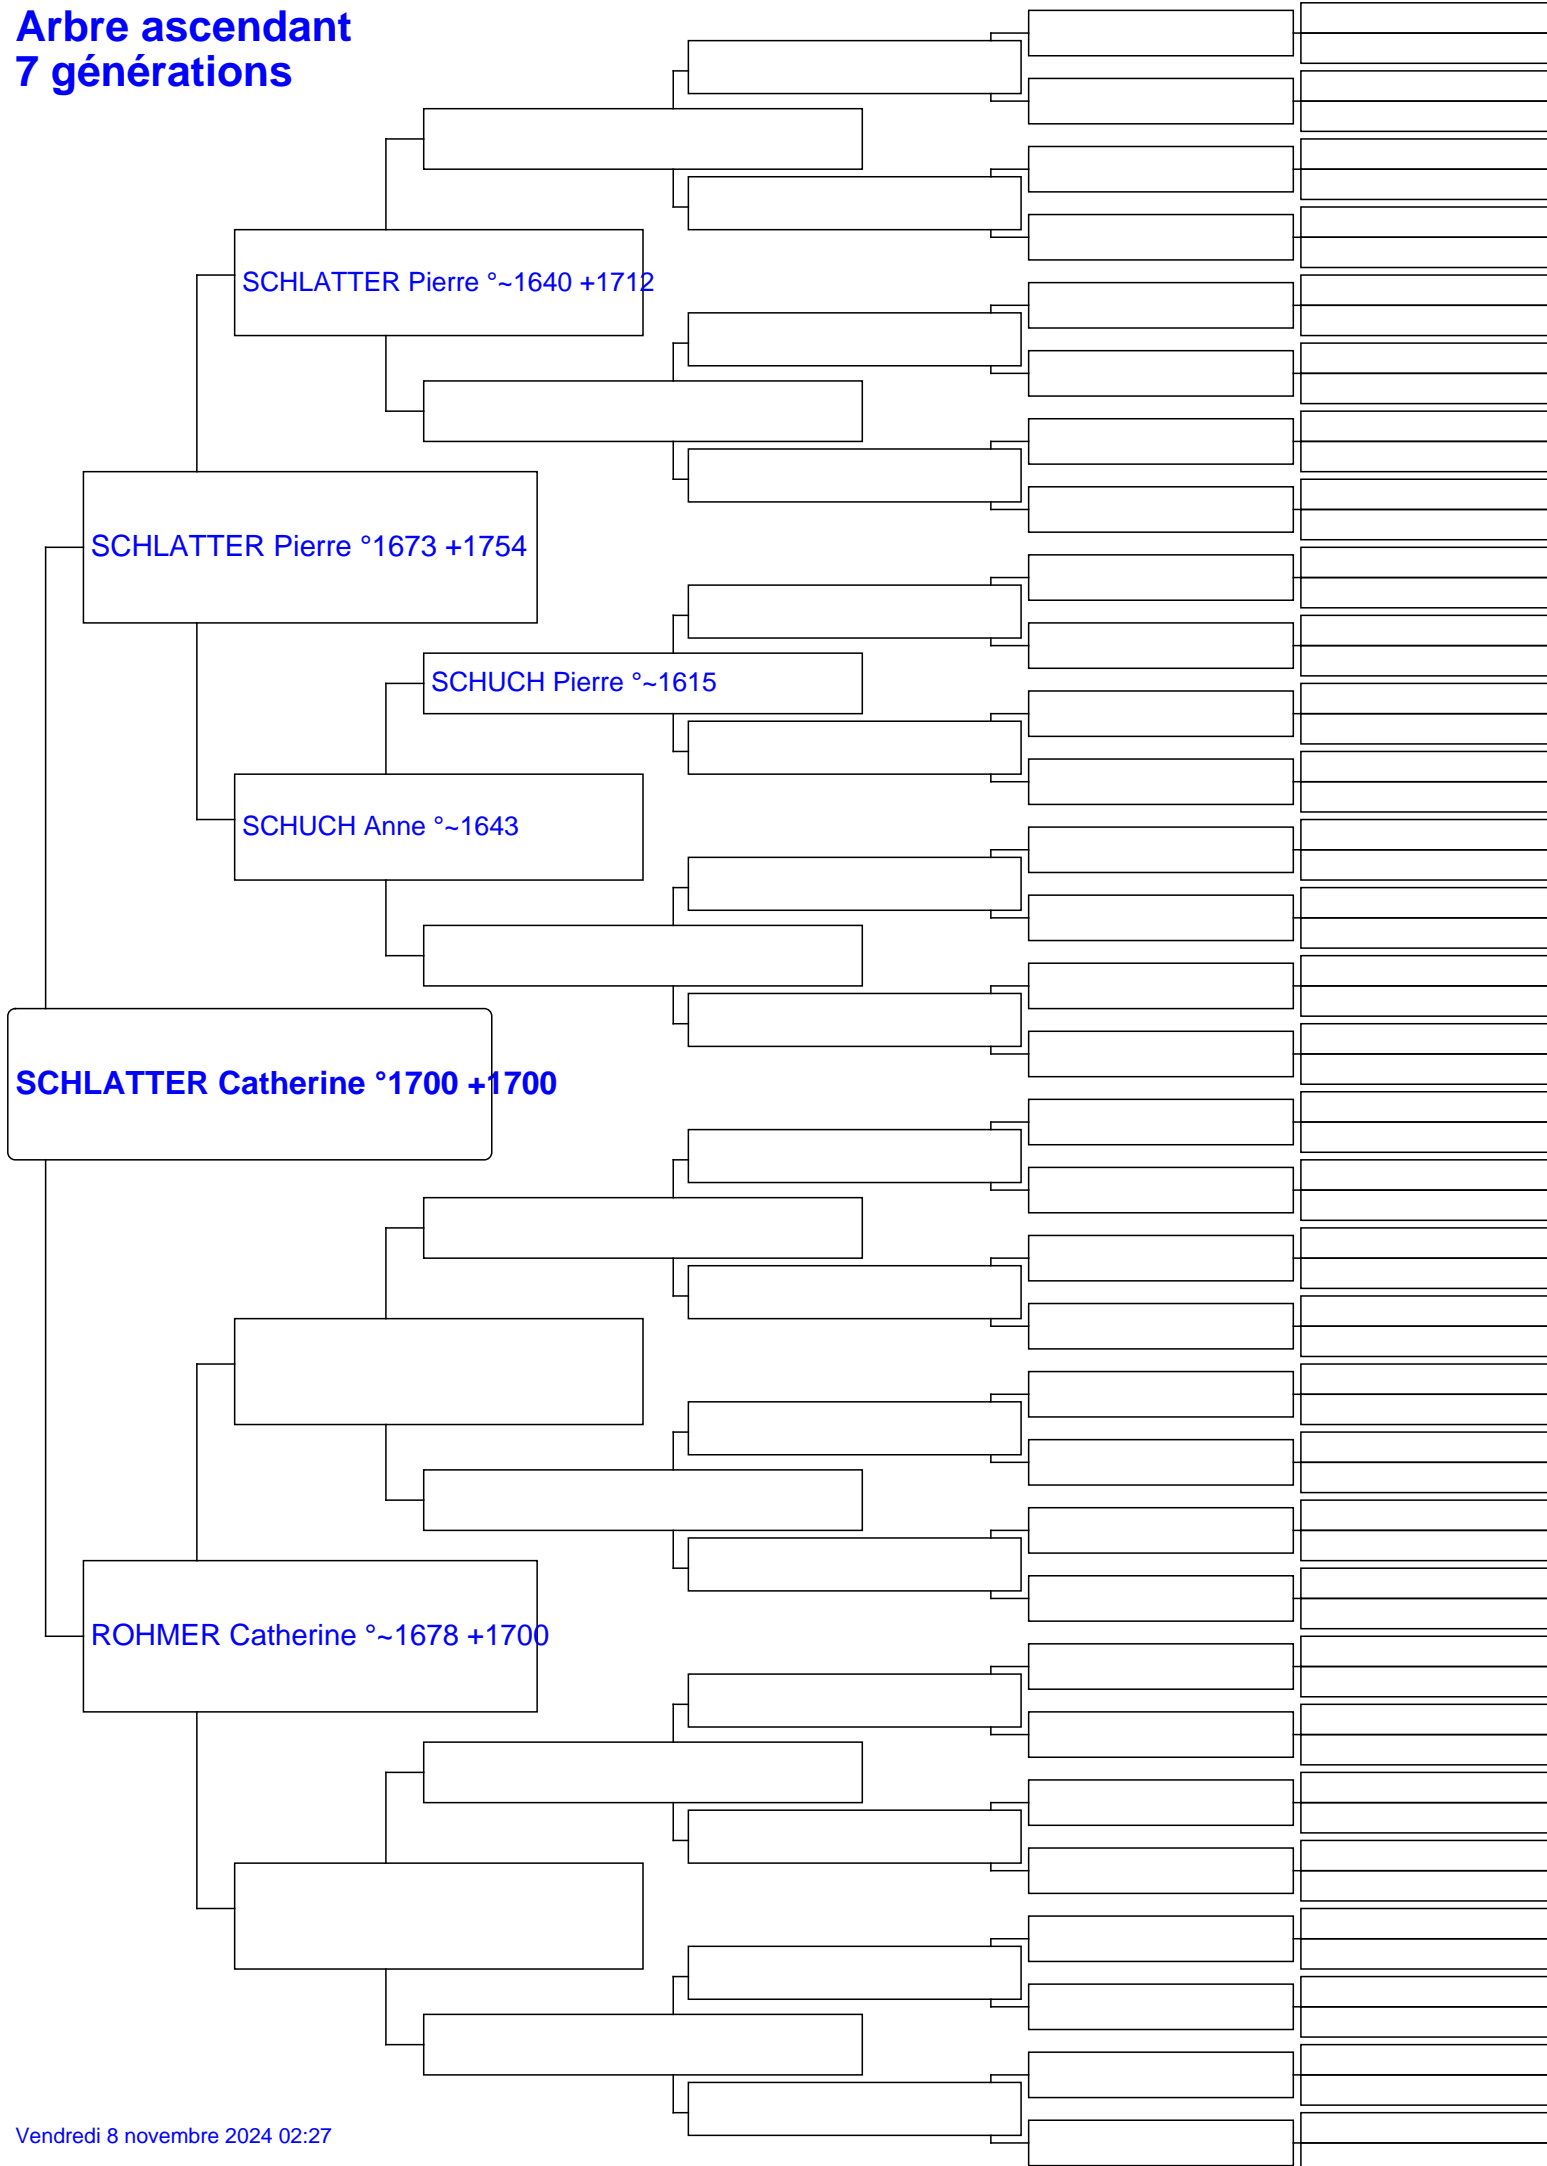 Arbre ascendant
7 générations
SCHLATTER Pierre °~1640 +1712
SCHLATTER Pierre °1673 +1754
SCHUCH Pierre °~1615
SCHUCH Anne °~1643
SCHLATTER Catherine °1700 +1700
ROHMER Catherine °~1678 +1700
Vendredi 8 novembre 2024 02:27